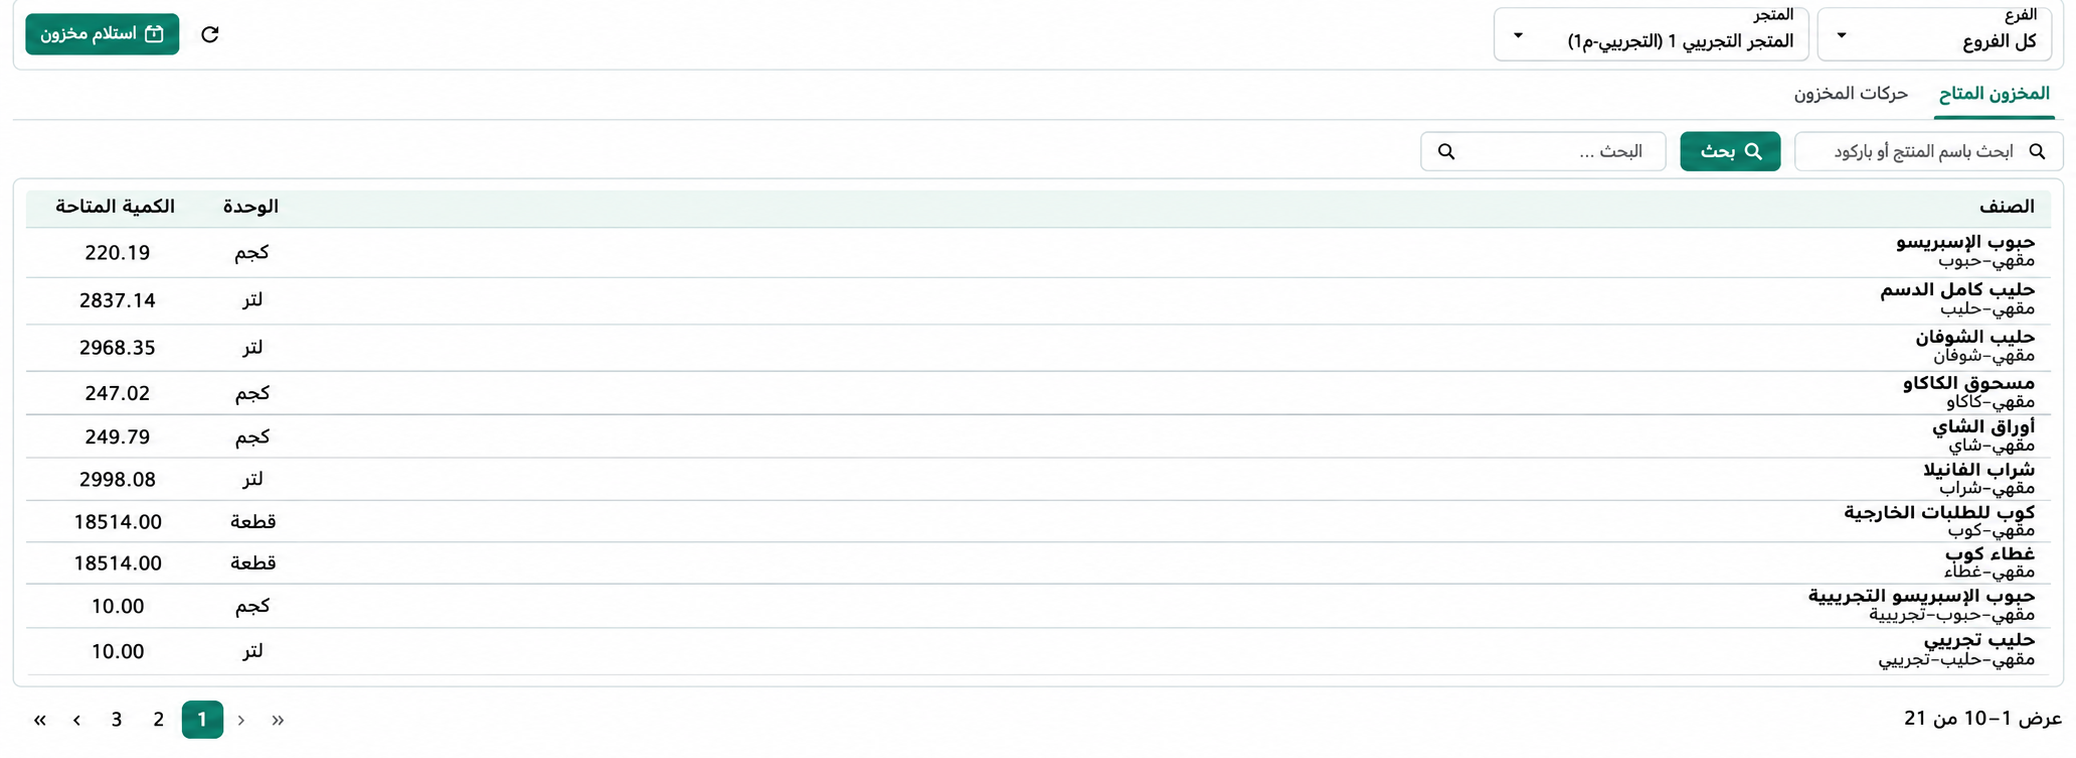 الفرع
كل الفروع
المتجر
المتجر التجريبي 1 (التجريبي-م1)
استلام مخزون
المخزون المتاح
حركات المخزون
ابحث باسم المنتج أو باركود
بحث
البحث ...
الصنف الوحدة الكمية المتاحة
حبوب الإسبريسو كجم 220.19
مقهي-حبوب
حليب كامل الدسم لتر 2837.14
مقهي-حليب
حليب الشوفان لتر 2968.35
مقهي-شوفان
مسحوق الكاكاو كجم 247.02
مقهي-كاكاو
أوراق الشاي كجم 249.79
مقهي-شاي
شراب الفانيلا لتر 2998.08
مقهي-شراب
كوب للطلبات الخارجية قطعة 18514.00
مقهي-كوب
غطاء كوب قطعة 18514.00
مقهي-غطاء
حبوب الإسبريسو التجريبية كجم 10.00
مقهي-حبوب-تجريبية
حليب تجريبي لتر 10.00
مقهي-حليب-تجريبي
عرض 1-10 من 21
« ‹ 1 2 3 › »